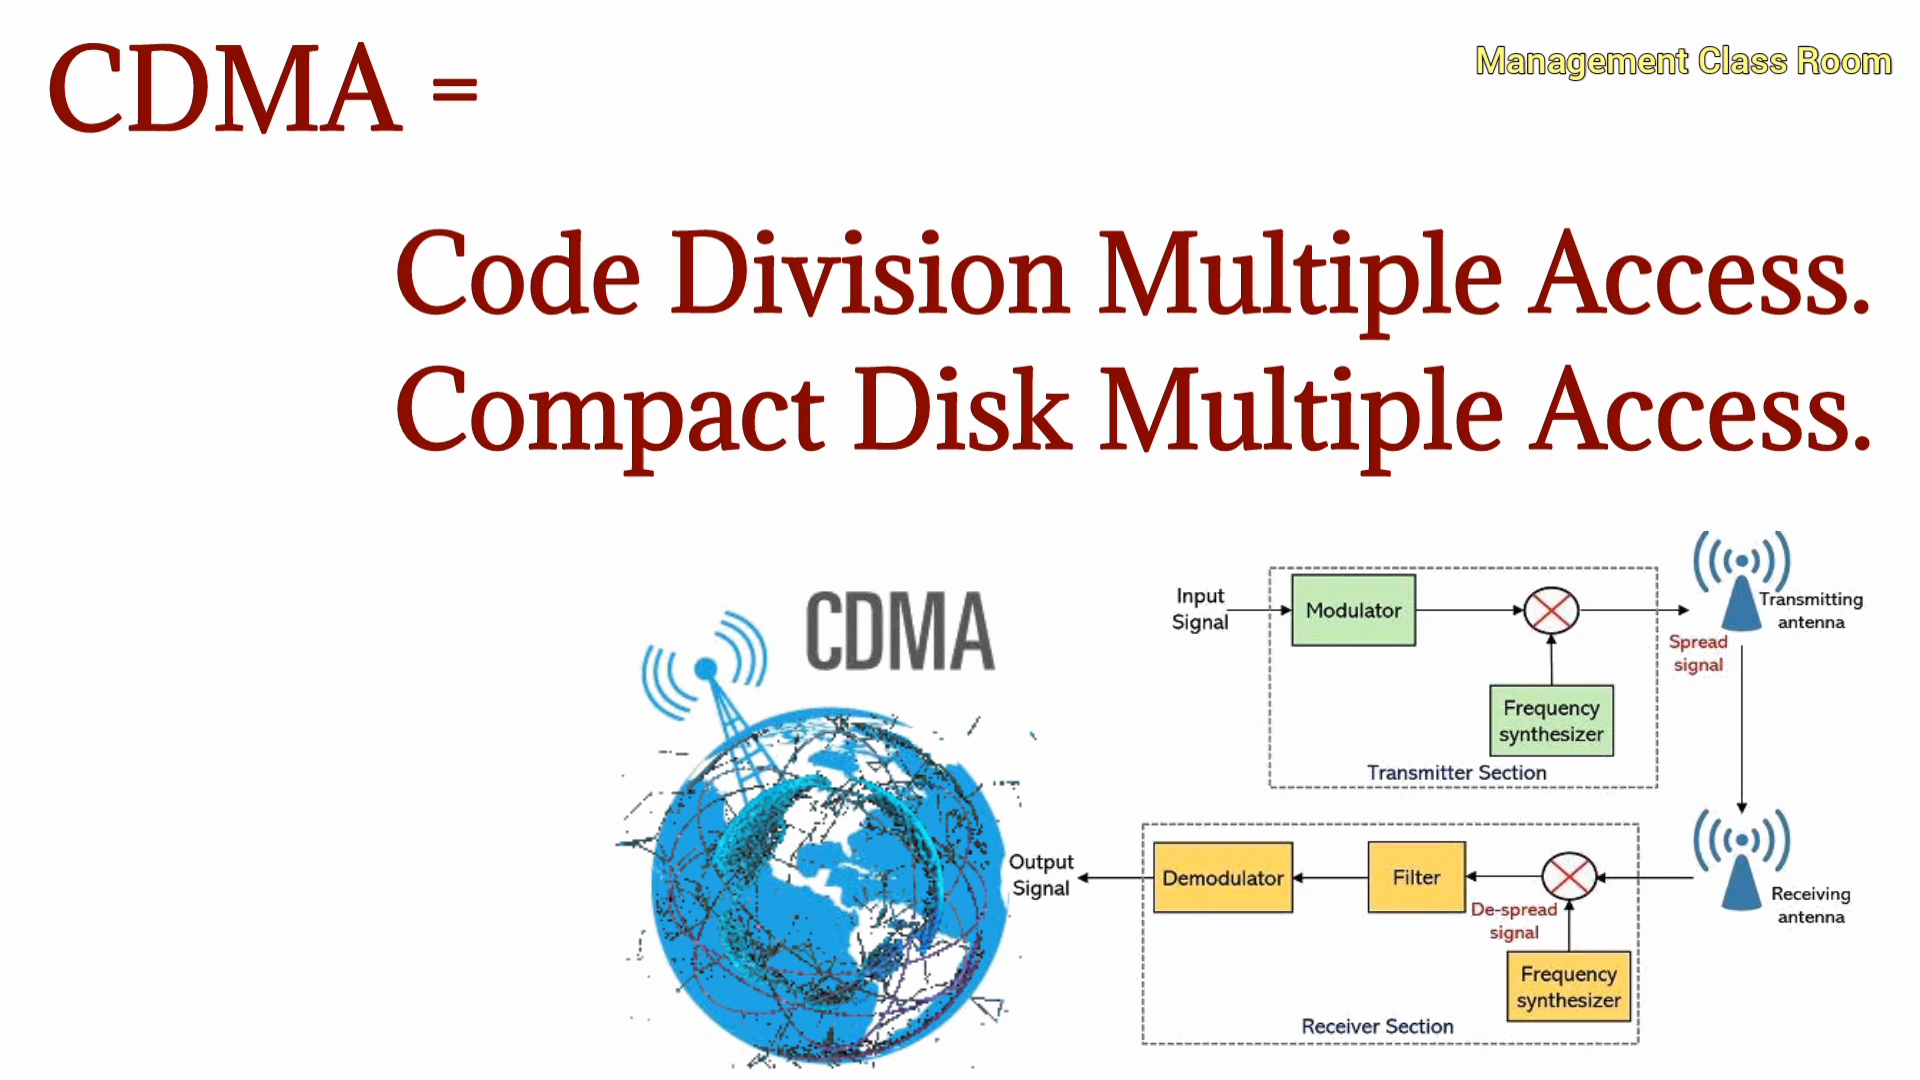 CDMA =
Management Class Room
Code Division Multiple Access.
Compact Disk Multiple Access.
CDMA
Input
Signal
Modulator
Transmitting
antenna
Spread
signal
Frequency
synthesizer
Transmitter Section
Output
Signal
Demodulator
Filter
De-spread
signal
Receiving
antenna
Frequency
synthesizer
Receiver Section